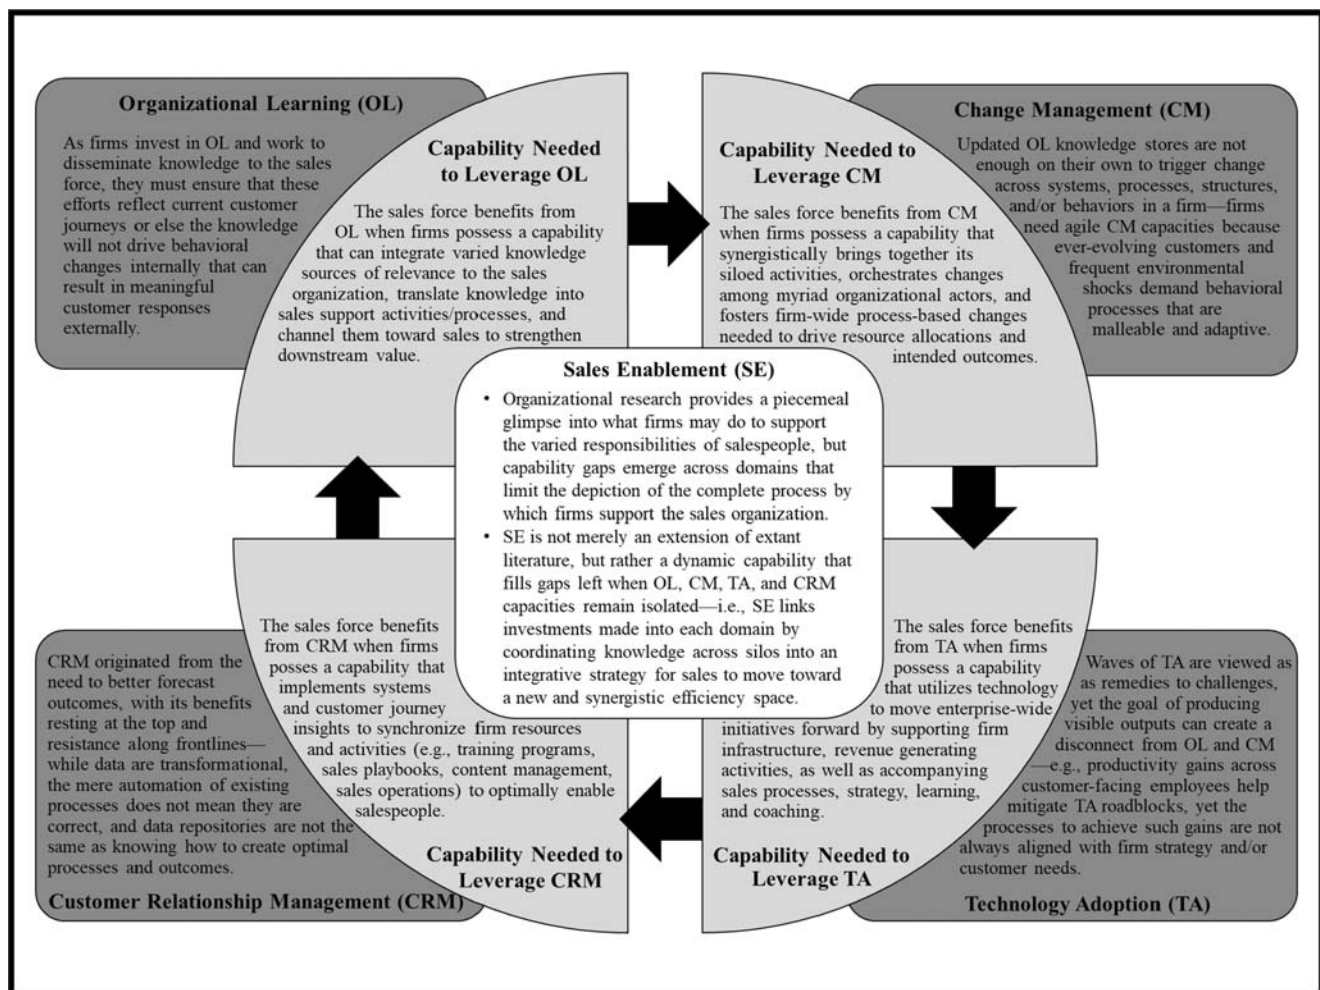 Organizational Learning (OL)
As firms invest in OL and work to
disseminate knowledge to the sales
force, they must ensure that these
efforts reflect current customer
journeys or else the knowledge
will not drive behavioral
changes internally that can
result in meaningful
customer responses
externally.
Capability Needed
to Leverage OL
The sales force benefits from
OL when firms possess a capability
that can integrate varied knowledge
sources of relevance to the sales
organization, translate knowledge into
sales support activities/processes, and
channel them toward sales to strengthen
downstream value.
Capability Needed to
Leverage CM
The sales force benefits from CM
when firms possess a capability that
synergistically brings together its
siloed activities, orchestrates changes
among myriad organizational actors, and
fosters firm-wide process-based changes
needed to drive resource allocations and
intended outcomes.
Change Management (CM)
Updated OL knowledge stores are not
enough on their own to trigger change
across systems, processes, structures,
and/or behaviors in a firm—firms
need agile CM capacities because
ever-evolving customers and
frequent environmental
shocks demand behavioral
processes that are
malleable and adaptive.
Sales Enablement (SE)
• Organizational research provides a piecemeal
glimpse into what firms may do to support
the varied responsibilities of salespeople, but
capability gaps emerge across domains that
limit the depiction of the complete process by
which firms support the sales organization.
• SE is not merely an extension of extant
literature, but rather a dynamic capability that
fills gaps left when OL, CM, TA, and CRM
capacities remain isolated—i.e., SE links
investments made into each domain by
coordinating knowledge across silos into an
integrative strategy for sales to move toward
a new and synergistic efficiency space.
CRM originated from the
need to better forecast
outcomes, with its benefits
resting at the top and
resistance along frontlines—
while data are transformational,
the mere automation of existing
processes does not mean they are
correct, and data repositories are not the
same as knowing how to create optimal
processes and outcomes.
Customer Relationship Management (CRM)
The sales force benefits
from CRM when firms
posses a capability that
implements systems
and customer journey
insights to synchronize firm resources
and activities (e.g., training programs,
sales playbooks, content management,
sales operations) to optimally enable
salespeople.
Capability Needed to
Leverage CRM
The sales force benefits
from TA when firms
possess a capability
that utilizes technology
to move enterprise-wide
initiatives forward by supporting firm
infrastructure, revenue generating
activities, as well as accompanying
sales processes, strategy, learning,
and coaching.
Capability Needed to
Leverage TA
Waves of TA are viewed as
as remedies to challenges,
yet the goal of producing
visible outputs can create a
disconnect from OL and CM
—e.g., productivity gains across
customer-facing employees help
mitigate TA roadblocks, yet the
processes to achieve such gains are not
always aligned with firm strategy and/or
customer needs.
Technology Adoption (TA)